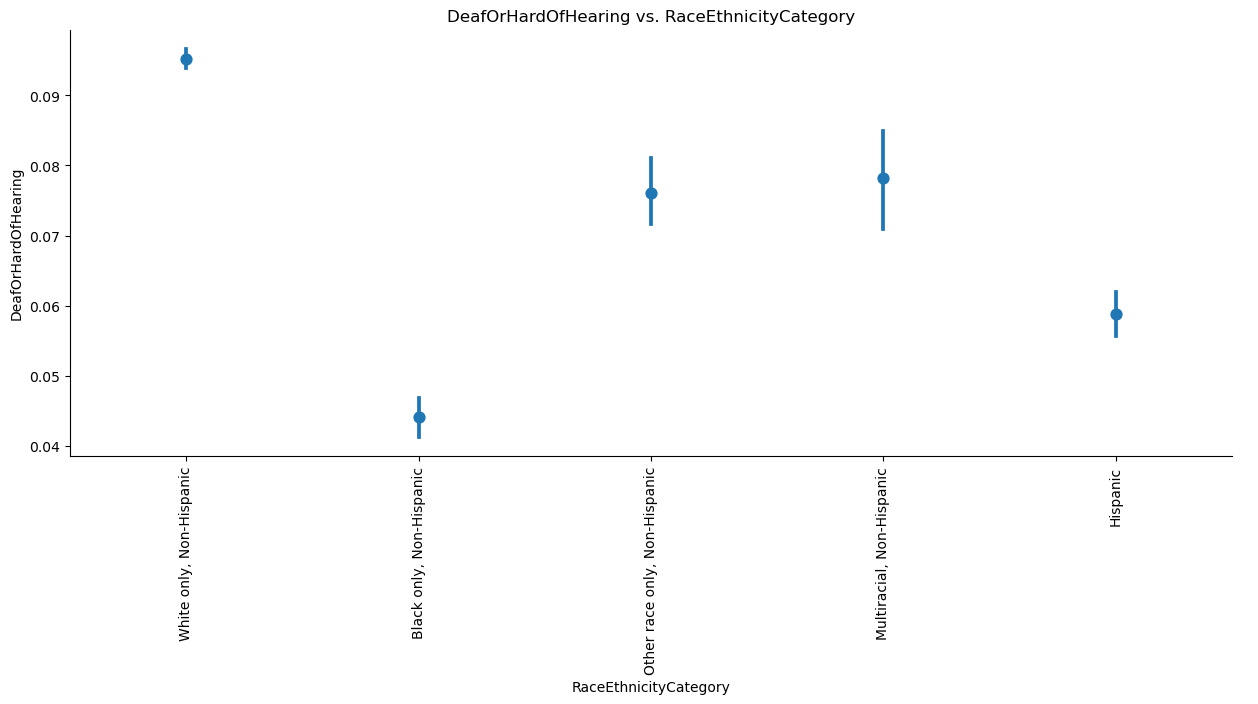 DeafOrHardOfHearing vs. RaceEthnicityCategory
DeafOrHardOfHearing
0.09
0.08
0.07
0.06
0.05
0.04
White only, Non-Hispanic
Black only, Non-Hispanic
Other race only, Non-Hispanic
Multiracial, Non-Hispanic
Hispanic
RaceEthnicityCategory